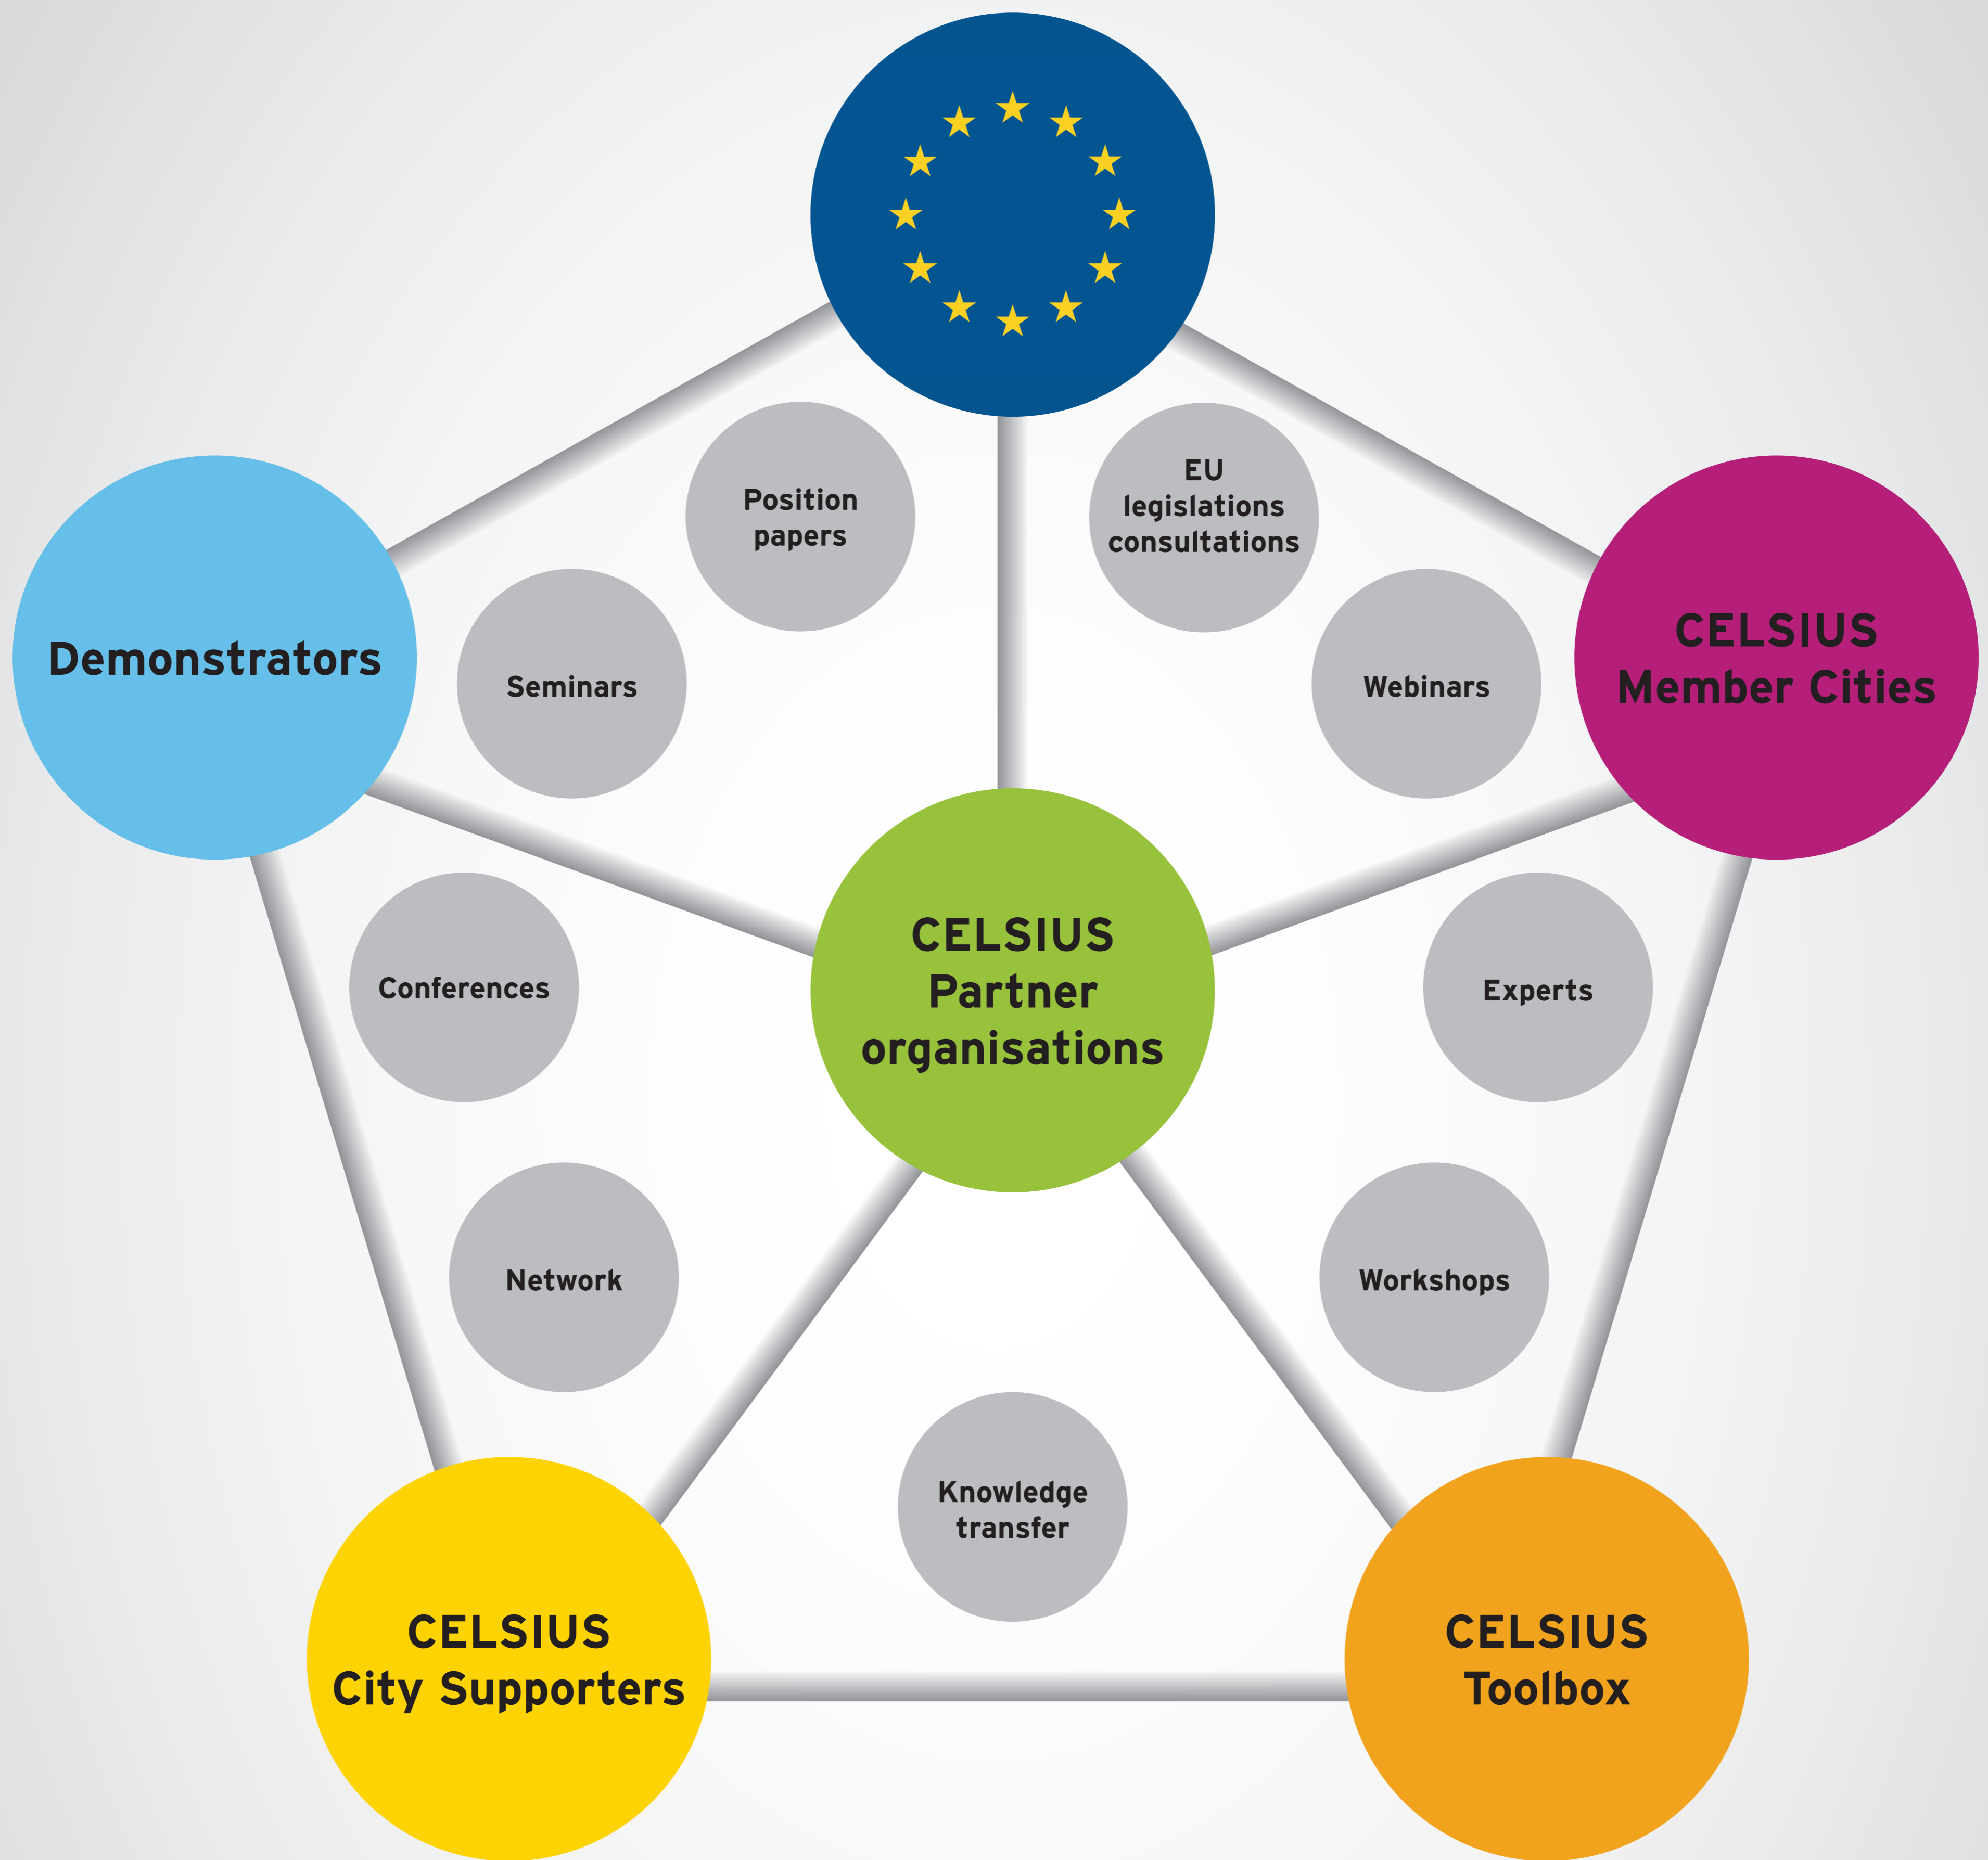 Position
papers
EU
legislations
consultations
Demonstrators
Seminars
Webinars
CELSIUS
Member Cities
CELSIUS
Partner
organisations
Conferences
Experts
Network
Workshops
Knowledge
transfer
CELSIUS
City Supporters
CELSIUS
Toolbox